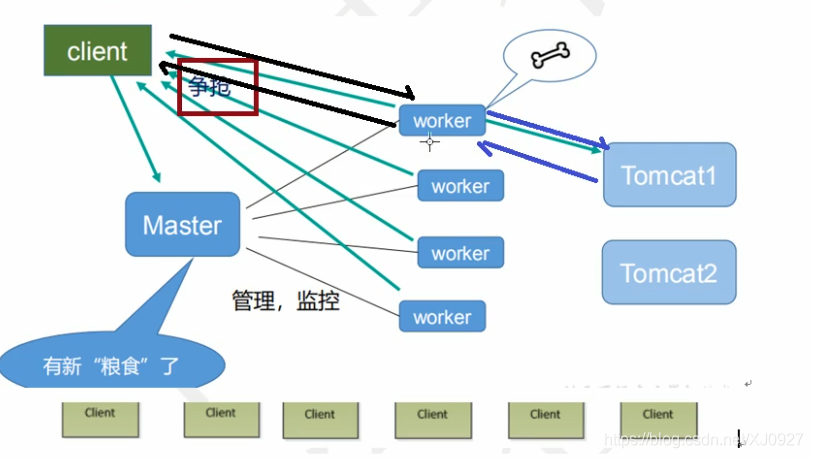 client
争抢
worker
Tomcat1
worker
Master
worker
Tomcat2
管理，监控
worker
有新“粮食”了
Client
Client
Client
Client
Client
Client
https://blog.csdn.net/XJ0927